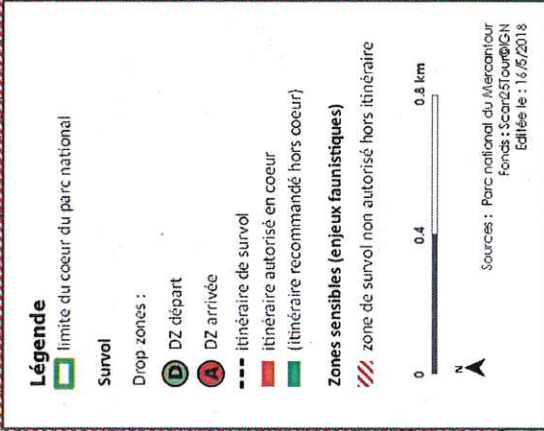 Légende
limite du coeur du parc national
Survol
Drop zones :
D DZ départ
A DZ arrivée
itinéraire de survol
itinéraire autorisé en coeur
(itinéraire recommandé hors coeur)
Zones sensibles (enjeux faunistiques)
zone de survol non autorisé hors itinéraire
0 0.4 0.8 km
N
Sources : Parc national du Mercantour
Fonds : Scan25Tour©IGN
Editée le : 16/5/2018